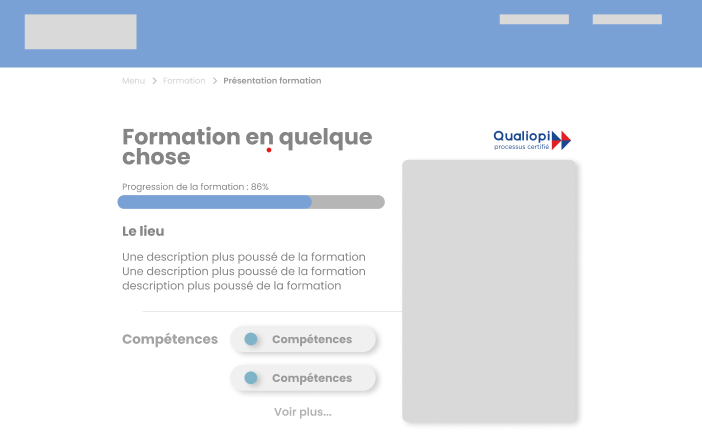 Menu > Formation > Présentation formation
Formation en quelque
chose
Qualiopi
processus certifié
Progression de la formation : 86%
Le lieu
Une description plus poussé de la formation
Une description plus poussé de la formation
description plus poussé de la formation
Compétences
Compétences
Compétences
Voir plus...